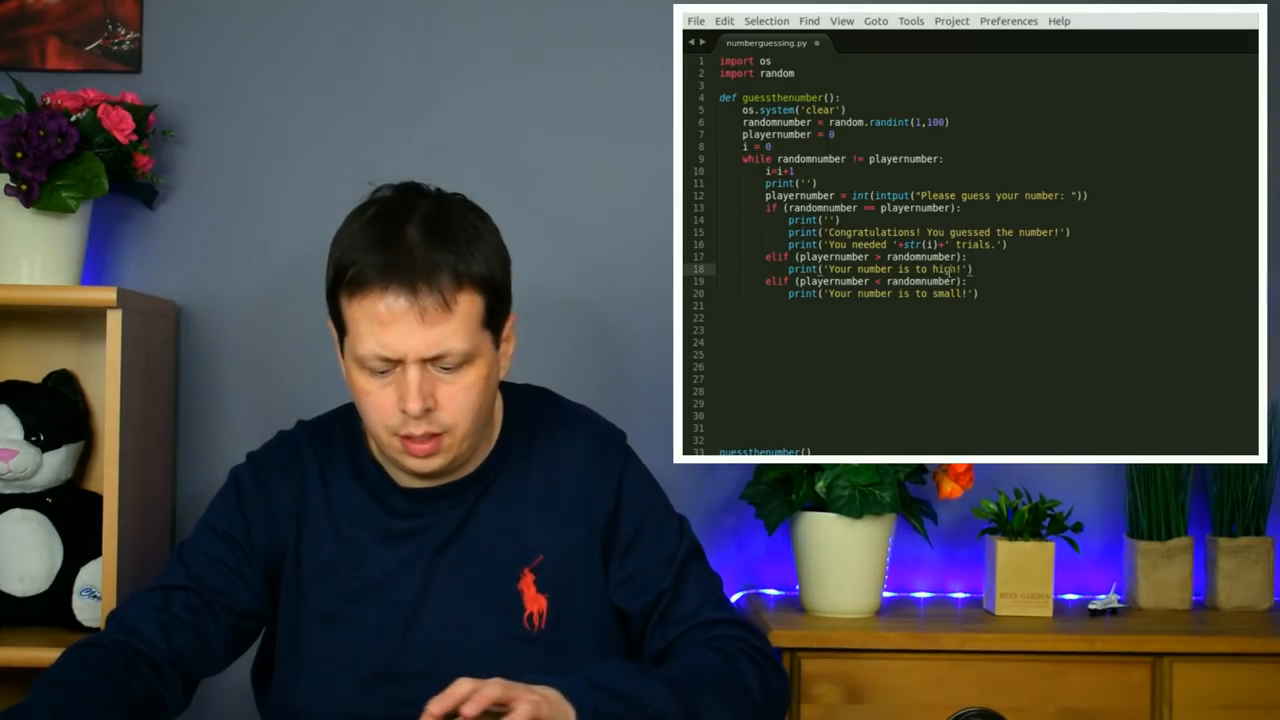 File Edit Selection Find View Goto Tools Project Preferences Help
numberguessing.py
1 import os
2 import random
3
4 def guessthenumber():
5 os.system('clear')
6 randomnumber = random.randint(1,100)
7 playernumber = 0
8 i = 0
9 while randomnumber != playernumber:
10 i=i+1
11 print('')
12 playernumber = int(intput("Please guess your number: "))
13 if (randomnumber == playernumber):
14 print('')
15 print('Congratulations! You guessed the number!')
16 print('You needed '+str(i)+' trials.')
17 elif (playernumber > randomnumber):
18 print('Your number is to high!')
19 elif (playernumber < randomnumber):
20 print('Your number is to small!')
21
22
23
24
25
26
27
28
29
30
31
32
33 guessthenumber()
HERB GARDEN